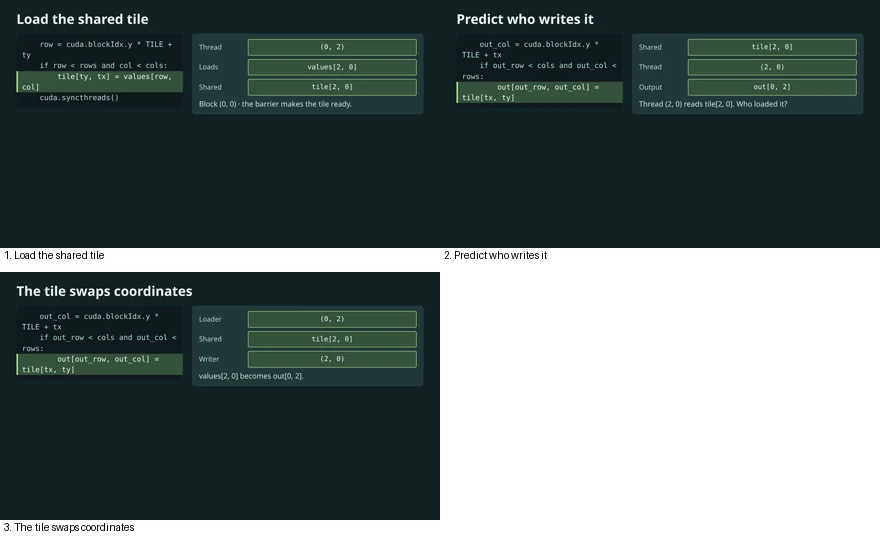 Load the shared tile
row = cuda.blockIdx.y * TILE +
ty
if row < rows and col < cols:
tile[ty, tx] = values[row,
col]
cuda.syncthreads()
Thread (0, 2)
Loads values[2, 0]
Shared tile[2, 0]
Block (0, 0) · the barrier makes the tile ready.
1. Load the shared tile
Predict who writes it
out_col = cuda.blockIdx.y *
TILE + tx
if out_row < cols and out_col <
rows:
out[out_row, out_col] =
tile[tx, ty]
Shared tile[2, 0]
Thread (2, 0)
Output out[0, 2]
Thread (2, 0) reads tile[2, 0]. Who loaded it?
2. Predict who writes it
The tile swaps coordinates
out_col = cuda.blockIdx.y *
TILE + tx
if out_row < cols and out_col <
rows:
out[out_row, out_col] =
tile[tx, ty]
Loader (0, 2)
Shared tile[2, 0]
Writer (2, 0)
values[2, 0] becomes out[0, 2].
3. The tile swaps coordinates